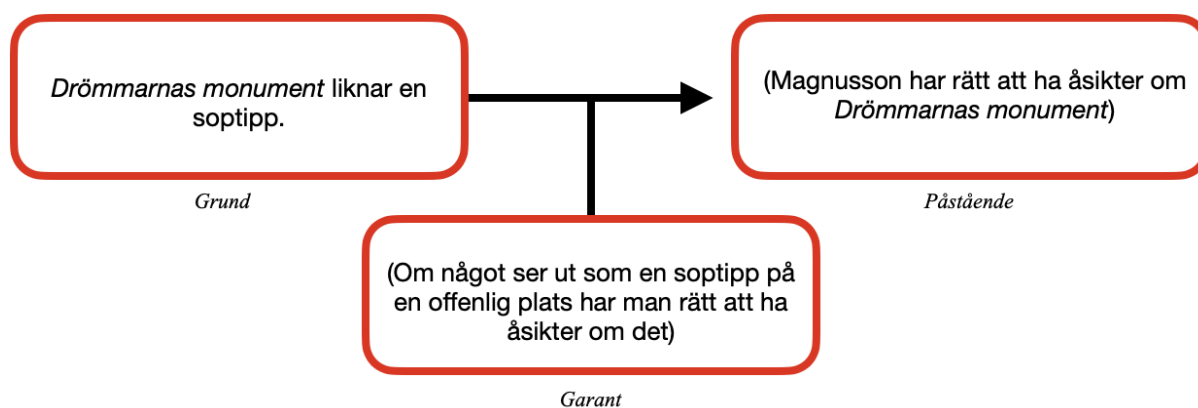 Drömmarnas monument liknar en
soptipp.
Grund
(Magnusson har rätt att ha åsikter om
Drömmarnas monument)
Påstående
(Om något ser ut som en soptipp på
en offenlig plats har man rätt att ha
åsikter om det)
Garant